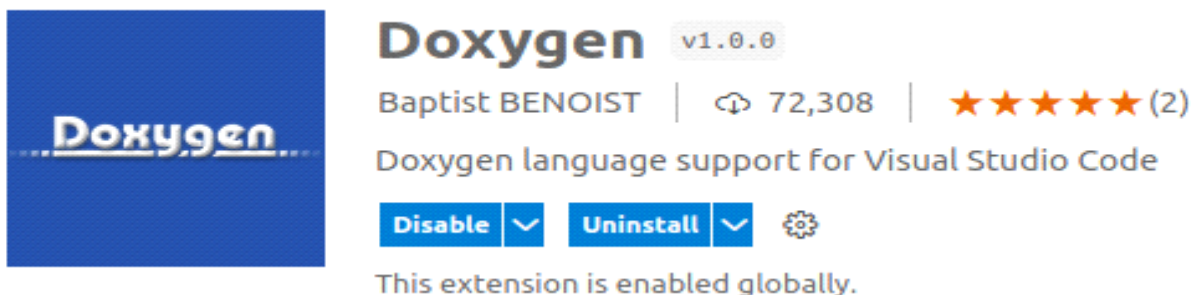 Doxygen
Doxygen v1.0.0
Baptist BENOIST | 72,308 | ★★★★★(2)
Doxygen language support for Visual Studio Code
Disable Uninstall
This extension is enabled globally.